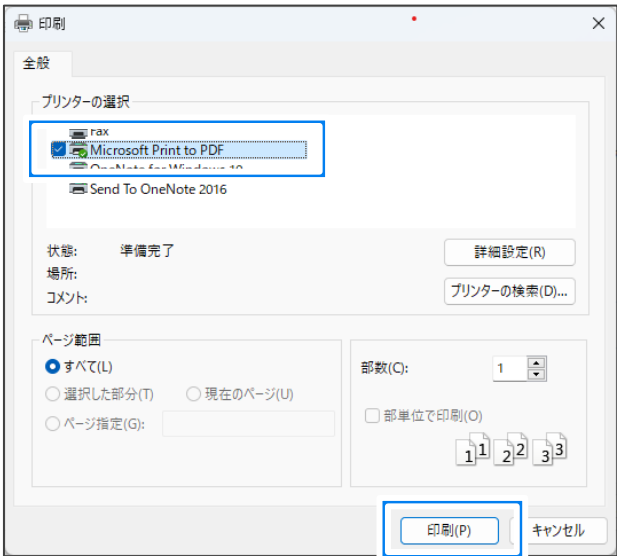 印刷
全般
プリンターの選択
Fax
Microsoft Print to PDF
OneNote for Windows 10
Send To OneNote 2016
状態: 準備完了
詳細設定(R)
場所:
コメント:
プリンターの検索(D)...
ページ範囲
すべて(L)
選択した部分(T) 現在のページ(U)
ページ指定(G):
部数(C): 1
部単位で印刷(O)
1 1 2 2 3 3
印刷(P) キャンセル